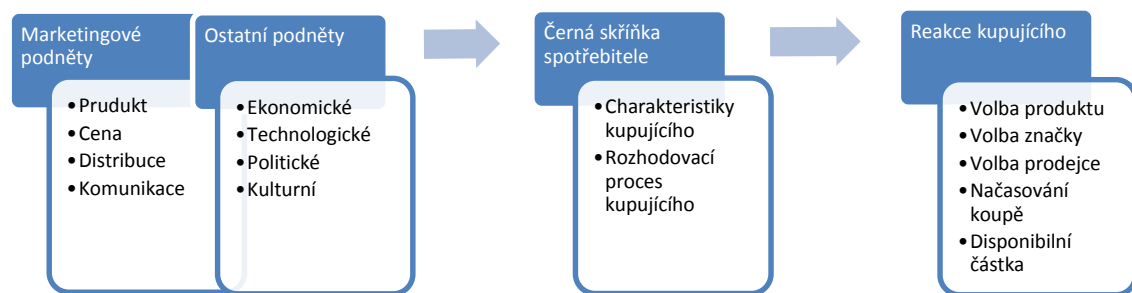 Marketingové
podněty
• Prudukt
• Cena
• Distribuce
• Komunikace
Ostatní podněty
• Ekonomické
• Technologické
• Politické
• Kulturní
Černá skříňka
spotřebitele
• Charakteristiky
kupujícího
• Rozhodovací
proces
kupujícího
Reakce kupujícího
• Volba produktu
• Volba značky
• Volba prodejce
• Načasování
koupě
• Disponibilní
částka